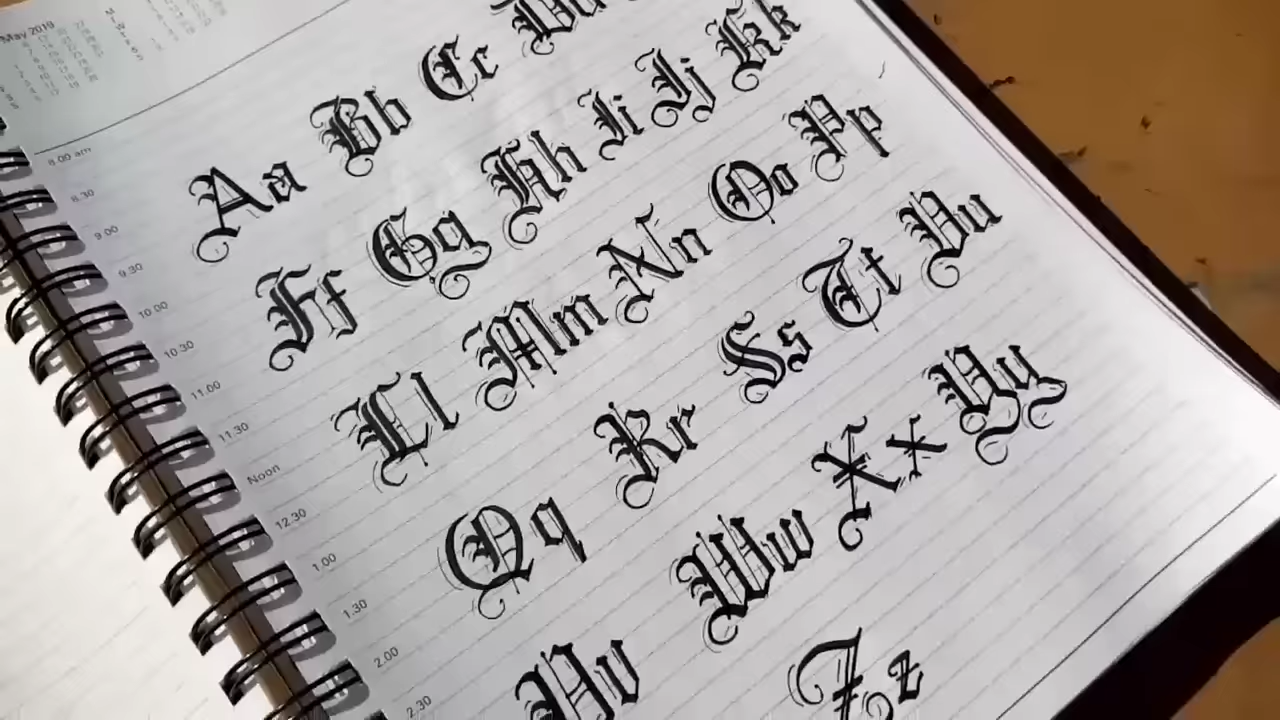 May 2019
8.00 am
8.30
9.00
9.30
10.00
10.30
11.00
11.30
Noon
12.30
1.00
1.30
2.00
2.30
Aa Bb Cc
Ff Gg Hh Ii Jj Kk
Ll Mm Nn Oo Pp
Qq Rr Ss Tt Uu
Vv Ww Xx Yy
Zz